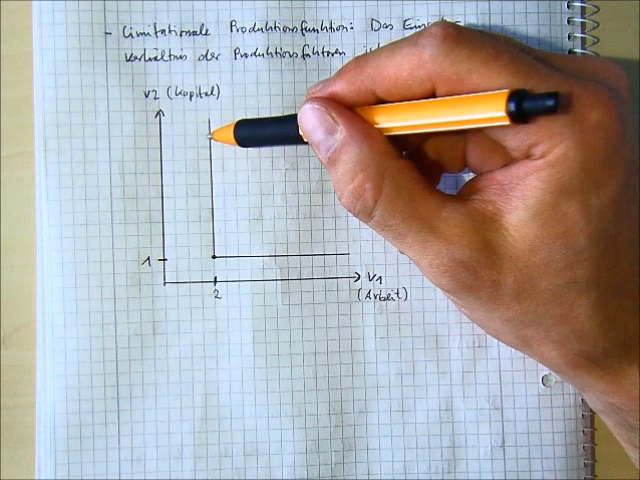 - Limitationale Produktionsfunktion: Das
verhältnis der Produktionsfaktoren
v2 (Kapital)
1
2
v1
(Arbeit)